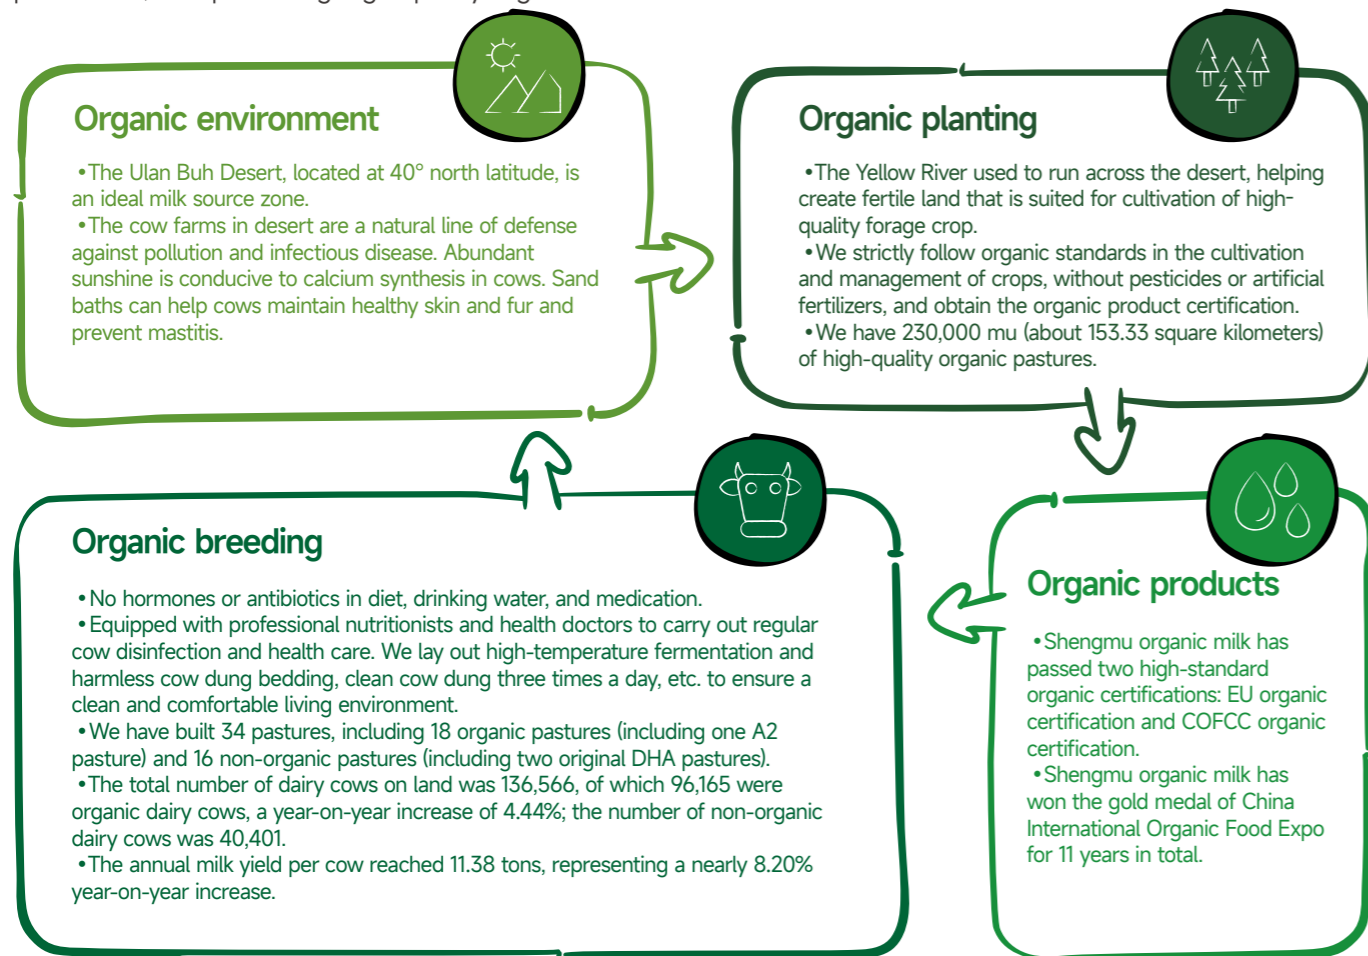 Organic environment
•The Ulan Buh Desert, located at 40° north latitude, is
an ideal milk source zone.
•The cow farms in desert are a natural line of defense
against pollution and infectious disease. Abundant
sunshine is conducive to calcium synthesis in cows. Sand
baths can help cows maintain healthy skin and fur and
prevent mastitis.
Organic planting
•The Yellow River used to run across the desert, helping
create fertile land that is suited for cultivation of high-
quality forage crop.
•We strictly follow organic standards in the cultivation
and management of crops, without pesticides or artificial
fertilizers, and obtain the organic product certification.
•We have 230,000 mu (about 153.33 square kilometers)
of high-quality organic pastures.
Organic breeding
•No hormones or antibiotics in diet, drinking water, and medication.
•Equipped with professional nutritionists and health doctors to carry out regular
cow disinfection and health care. We lay out high-temperature fermentation and
harmless cow dung bedding, clean cow dung three times a day, etc. to ensure a
clean and comfortable living environment.
•We have built 34 pastures, including 18 organic pastures (including one A2
pasture) and 16 non-organic pastures (including two original DHA pastures).
•The total number of dairy cows on land was 136,566, of which 96,165 were
organic dairy cows, a year-on-year increase of 4.44%; the number of non-organic
dairy cows was 40,401.
•The annual milk yield per cow reached 11.38 tons, representing a nearly 8.20%
year-on-year increase.
Organic products
•Shengmu organic milk has
passed two high-standard
organic certifications: EU organic
certification and COFCC organic
certification.
•Shengmu organic milk has
won the gold medal of China
International Organic Food Expo
for 11 years in total.